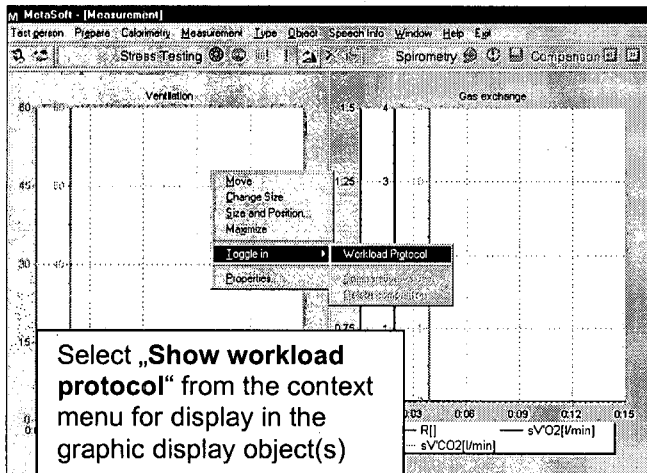 MetaSoft - [Measurement]
Test person Prepare Calorimetry Measurement Type Object Speech Info Window Help Exit
Stress Testing Spirometry Comparison
Ventilation
Gas exchange
60 60 1.5 4
45 1.25 3
30 40
15 0.75 1
Move
Change Size
Size and Position...
Maximize
Toggle in
Properties...
Workload Protocol
Select „Show workload
protocol“ from the context
menu for display in the
graphic display object(s)
0:03 0:06 0:09 0:12 0:15
R[] sV'O2[l/min]
sV'CO2[l/min]